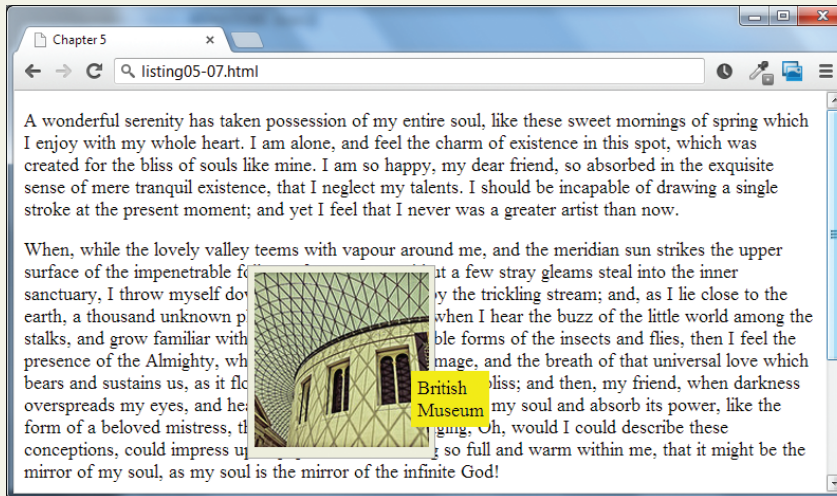 Chapter 5
listing05-07.html
A wonderful serenity has taken possession of my entire soul, like these sweet mornings of spring which
I enjoy with my whole heart. I am alone, and feel the charm of existence in this spot, which was
created for the bliss of souls like mine. I am so happy, my dear friend, so absorbed in the exquisite
sense of mere tranquil existence, that I neglect my talents. I should be incapable of drawing a single
stroke at the present moment; and yet I feel that I never was a greater artist than now.
When, while the lovely valley teems with vapour around me, and the meridian sun strikes the upper
surface of the impenetrable a few stray gleams steal into the inner
sanctuary, I throw myself by the trickling stream; and, as I lie close to the
earth, a thousand unknown when I hear the buzz of the little world among the
stalks, and grow familiar forms of the insects and flies, then I feel the
presence of the Almighty, and the breath of that universal love which
bears and sustains us, as it bliss; and then, my friend, when darkness
overspreads my eyes, and my soul and absorb its power, like the
form of a beloved mistress, Oh, would I could describe these
conceptions, could impress so full and warm within me, that it might be the
mirror of my soul, as my soul is the mirror of the infinite God!
British
Museum